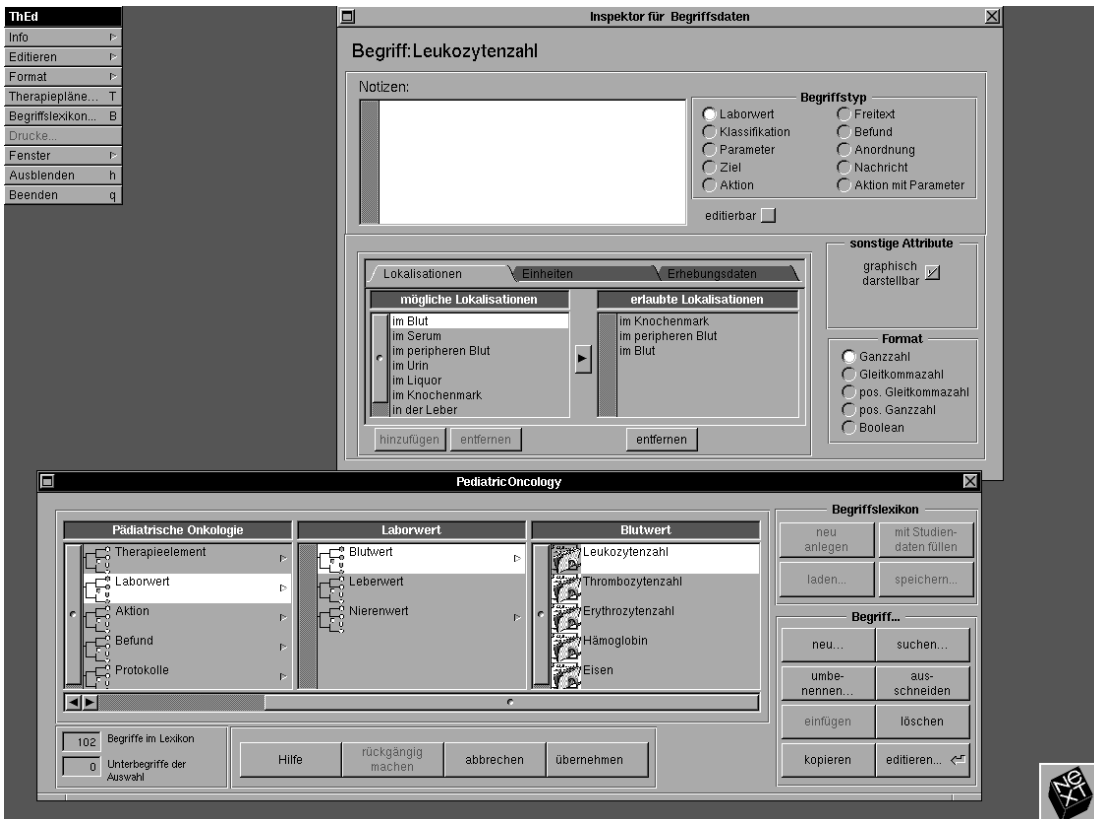 ThEd
Info
Editieren
Format
Therapiepläne... T
Begriffslexikon... B
Drucke...
Fenster
Ausblenden h
Beenden q
Inspektor für Begriffsdaten
Begriff:Leukozytenzahl
Notizen:
Begriffstyp
Laborwert Freitext
Klassifikation Befund
Parameter Anordnung
Ziel Nachricht
Aktion Aktion mit Parameter
editierbar
sonstige Attribute
graphisch
darstellbar
Lokalisationen Einheiten Erhebungsdaten
mögliche Lokalisationen erlaubte Lokalisationen
im Blut im Knochenmark
im Serum im peripheren Blut
im peripheren Blut im Blut
im Urin
im Liquor
im Knochenmark
in der Leber
hinzufügen entfernen entfernen
Format
Ganzzahl
Gleitkommazahl
pos. Gleitkommazahl
pos. Ganzzahl
Boolean
PediatricOncology
Pädiatrische Onkologie Laborwert Blutwert
Therapieelement Blutwert Leukozytenzahl
Laborwert Leberwert Thrombozytenzahl
Aktion Nierenwert Erythrozytenzahl
Befund Hämoglobin
Protokolle Eisen
Begriffslexikon
neu
anlegen
mit Studien-
daten füllen
laden... speichern...
Begriff...
neu... suchen...
umbe-
nennen...
aus-
schneiden
einfügen löschen
kopieren editieren...
102 Begriffe im Lexikon
0 Unterbegriffe der
Auswahl
Hilfe
rückgängig
machen
abbrechen
übernehmen
NeXT